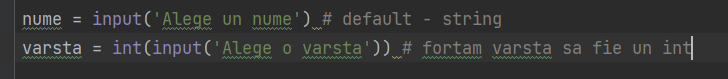 nume = input('Alege un nume') # default - string
varsta = int(input('Alege o varsta')) # fortam varsta sa fie un int